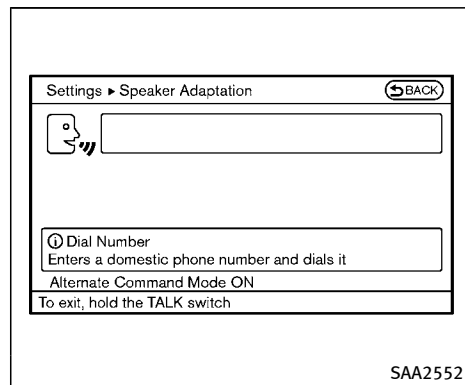 Settings ▸ Speaker Adaptation
BACK
ⓘ Dial Number
Enters a domestic phone number and dials it
Alternate Command Mode ON
To exit, hold the TALK switch
SAA2552